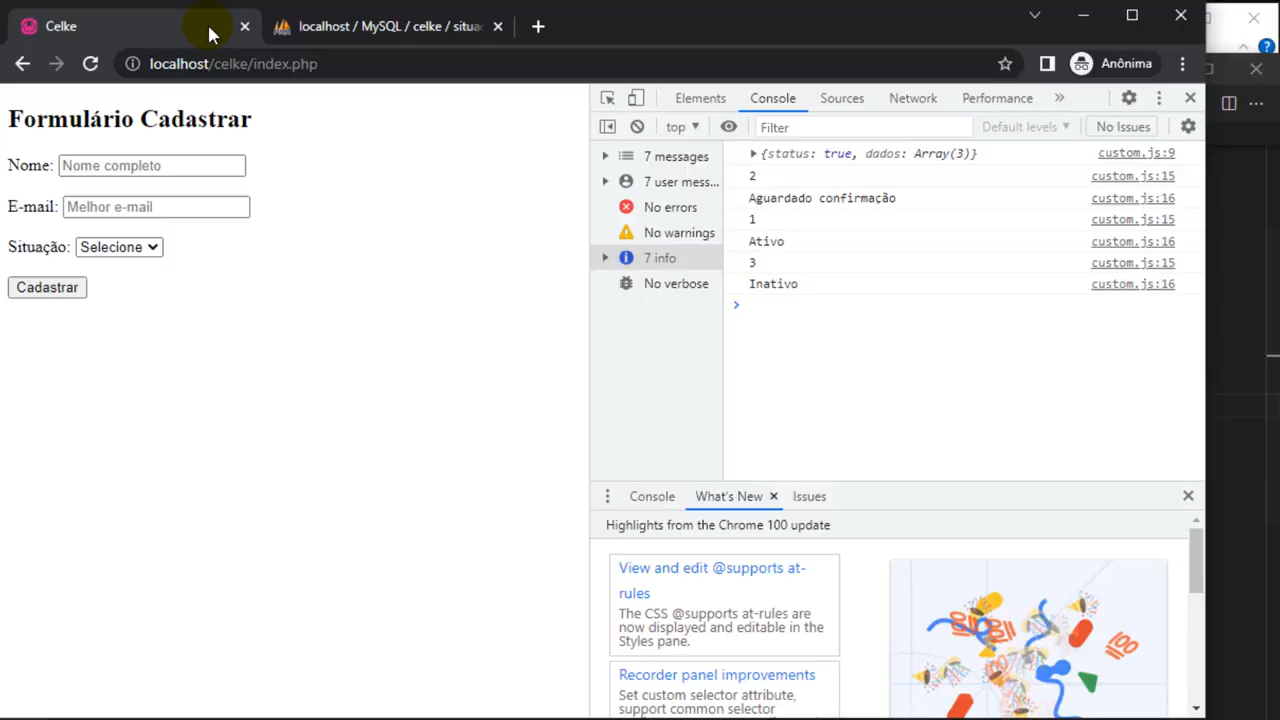 Celke
localhost / MySQL / celke / situa
localhost/celke/index.php
Anônima
Formulário Cadastrar
Nome: Nome completo
E-mail: Melhor e-mail
Situação: Selecione
Cadastrar
Elements
Console
Sources
Network
Performance
top
Filter
Default levels
No Issues
7 messages
7 user mess...
No errors
No warnings
7 info
No verbose
{status: true, dados: Array(3)} custom.js:9
2 custom.js:15
Aguardado confirmação custom.js:16
1 custom.js:15
Ativo custom.js:16
3 custom.js:15
Inativo custom.js:16
Console
What's New
Issues
Highlights from the Chrome 100 update
View and edit @supports at-
rules
The CSS @supports at-rules are
now displayed and editable in the
Styles pane.
Recorder panel improvements
Set custom selector attribute,
support common selector